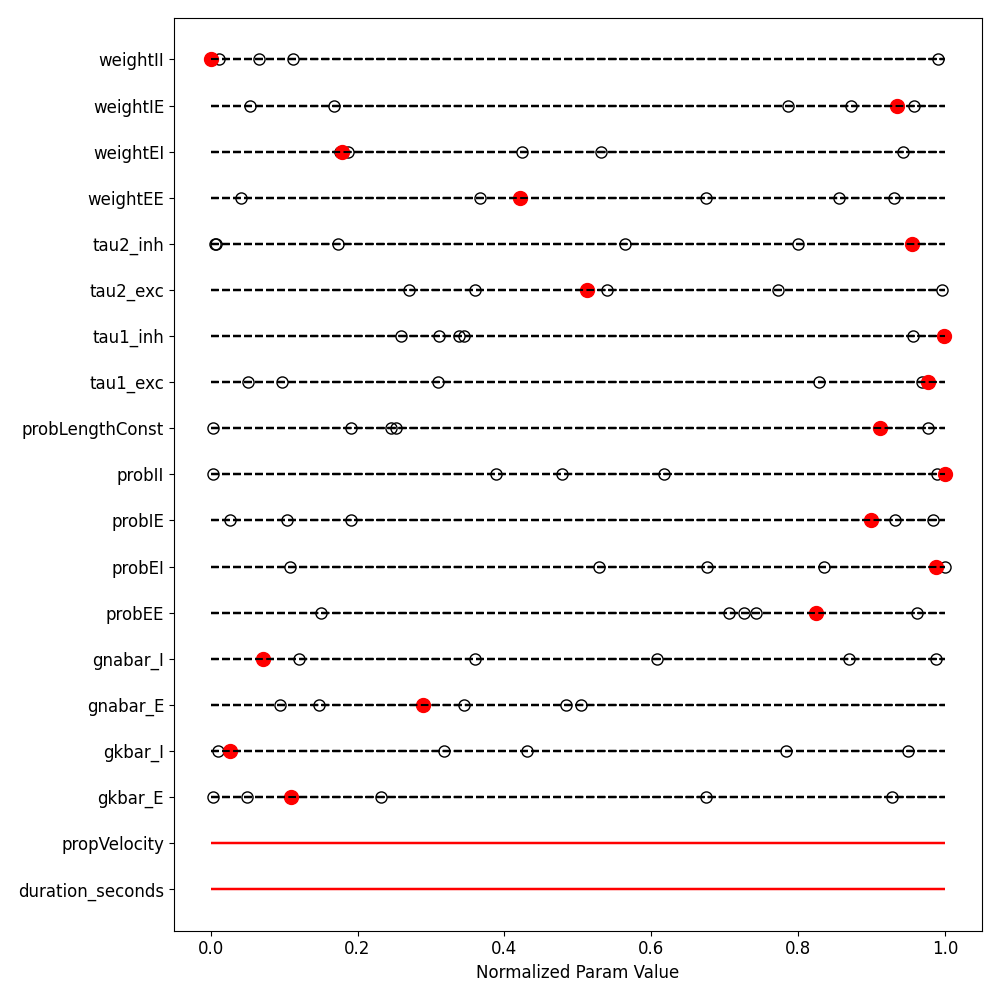 weightII
weightIE
weightEI
weightEE
tau2_inh
tau2_exc
tau1_inh
tau1_exc
probLengthConst
probII
probIE
probEI
probEE
gnabar_I
gnabar_E
gkbar_I
gkbar_E
propVelocity
duration_seconds
0.0 0.2 0.4 0.6 0.8 1.0
Normalized Param Value